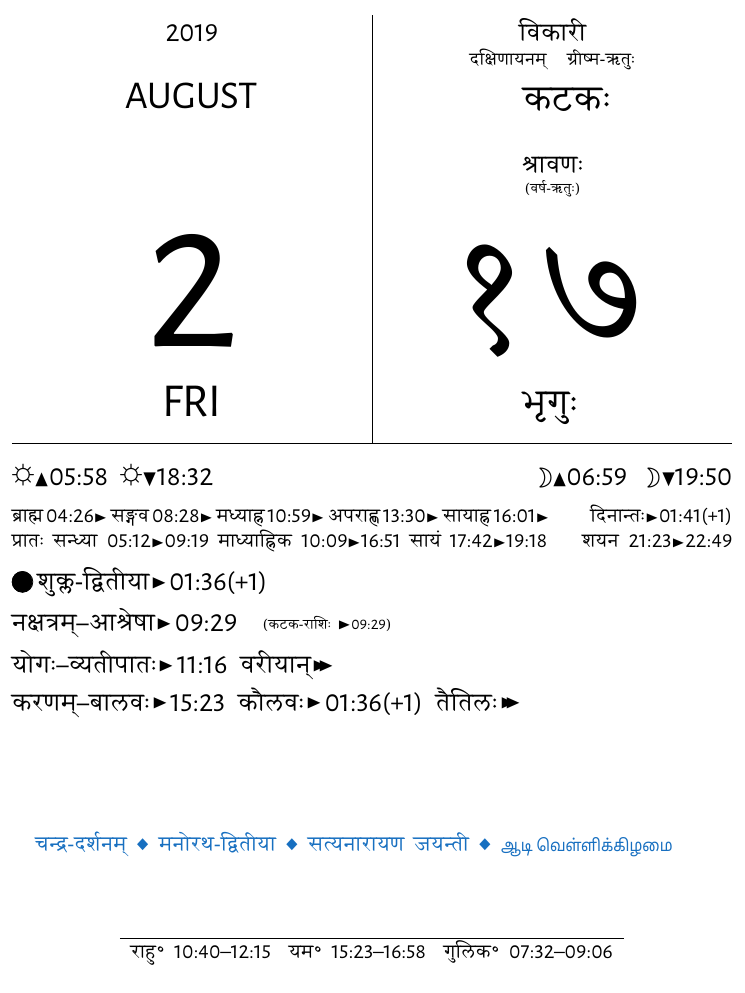 2019
AUGUST
2
FRI
विकारी
दक्षिणायनम् ग्रीष्म-ऋतुः
कटकः
श्रावणः
(वर्ष-ऋतुः)
१७
भृगुः
☼▲05:58 ☼▼18:32 ☽▲06:59 ☽▼19:50
ब्राह्म 04:26► सङ्गव 08:28► मध्याह्न 10:59► अपराह्ण 13:30► सायाह्न 16:01► दिनान्तः►01:41(+1)
प्रातः सन्ध्या 05:12►09:19 माध्याह्निक 10:09►16:51 सायं 17:42►19:18 शयन 21:23►22:49
●शुक्ल-द्वितीया►01:36(+1)
नक्षत्रम्–आश्रेषा►09:29 (कटक-राशिः ►09:29)
योगः–व्यतीपातः►11:16 वरीयान्►►
करणम्–बालवः►15:23 कौलवः►01:36(+1) तैतिलः►►
चन्द्र-दर्शनम् ◆ मनोरथ-द्वितीया ◆ सत्यनारायण जयन्ती ◆ ஆடி வெள்ளிக்கிழமை
राहु॰ 10:40–12:15 यम॰ 15:23–16:58 गुलिक॰ 07:32–09:06